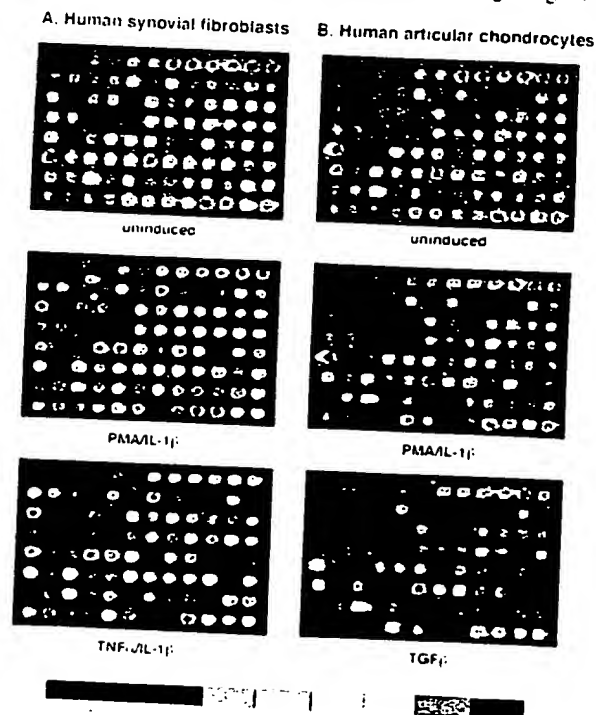 A. Human synovial fibroblasts
B. Human articular chondrocytes
uninduced
uninduced
PMA/IL-1β
PMA/IL-1β
TNFα/IL-1β
TGFβ